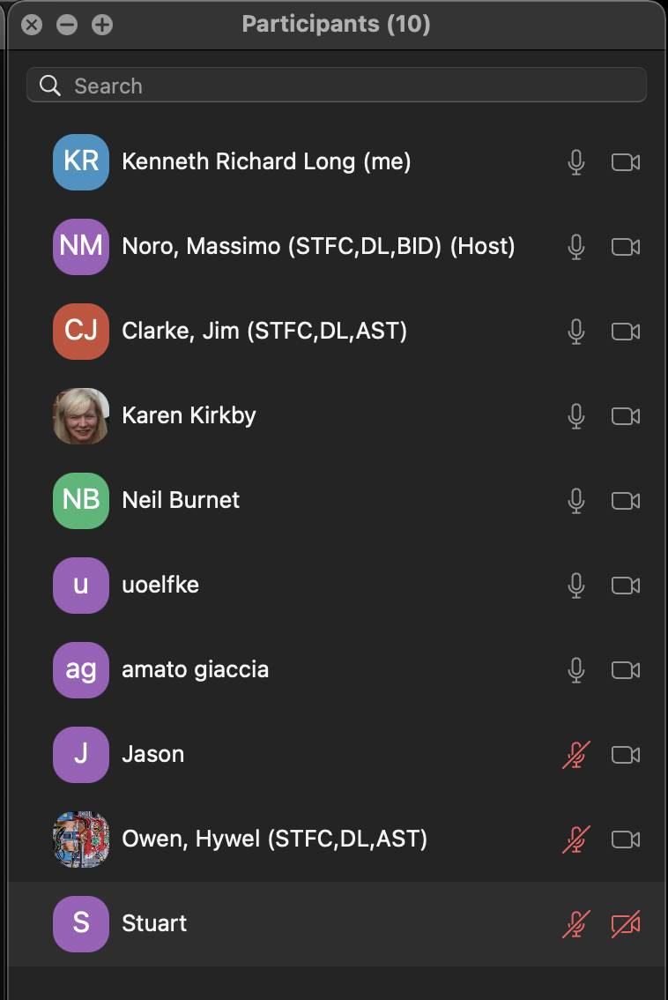 Participants (10)
Search
KR Kenneth Richard Long (me)
NM Noro, Massimo (STFC,DL,BID) (Host)
CJ Clarke, Jim (STFC,DL,AST)
Karen Kirkby
NB Neil Burnet
u uoelfke
ag amato giaccia
J Jason
Owen, Hywel (STFC,DL,AST)
S Stuart